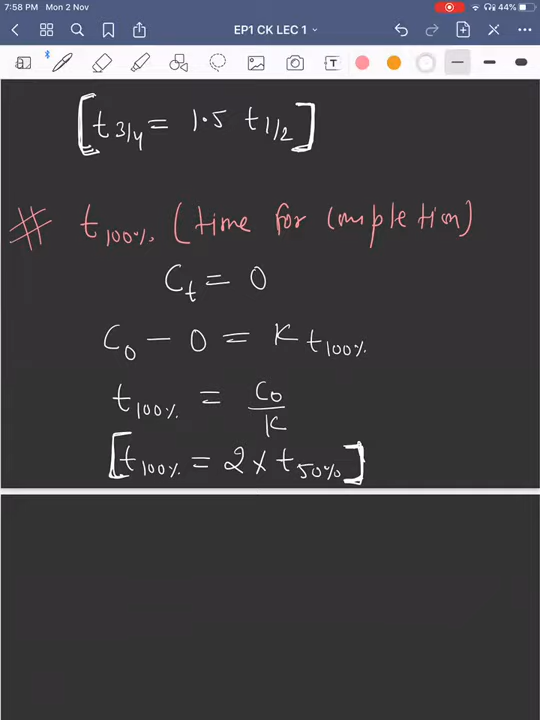 7:58 PM Mon 2 Nov 44%
EP1 CK LEC 1
T
[t3/4 = 1.5 t1/2]
# t100% (time for completion)
Ct = 0
C0 - 0 = K t100%
t100% = C0/K
[t100% = 2 x t50%]